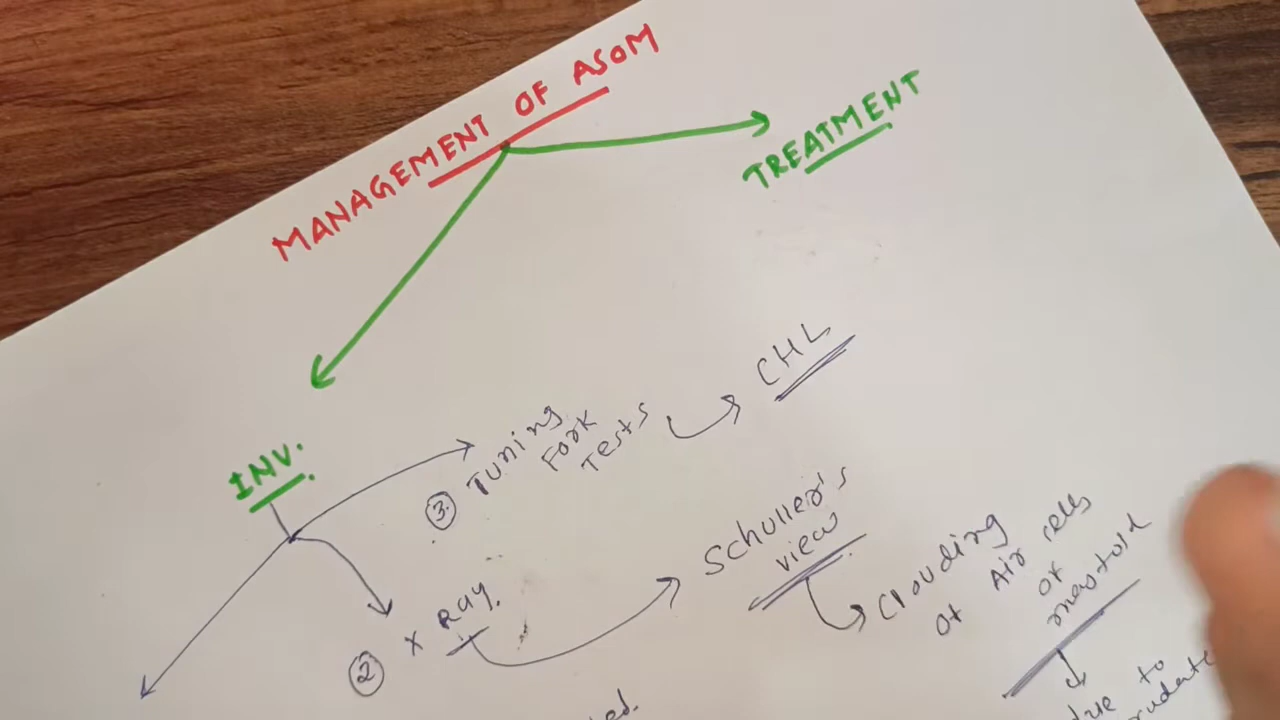 MANAGEMENT OF ASOM
TREATMENT
INV.
③ Tuning
Fork
Tests
CHL
② X Ray.
Schuller's
view
Clouding
of Air cells
of
mastoid
due to